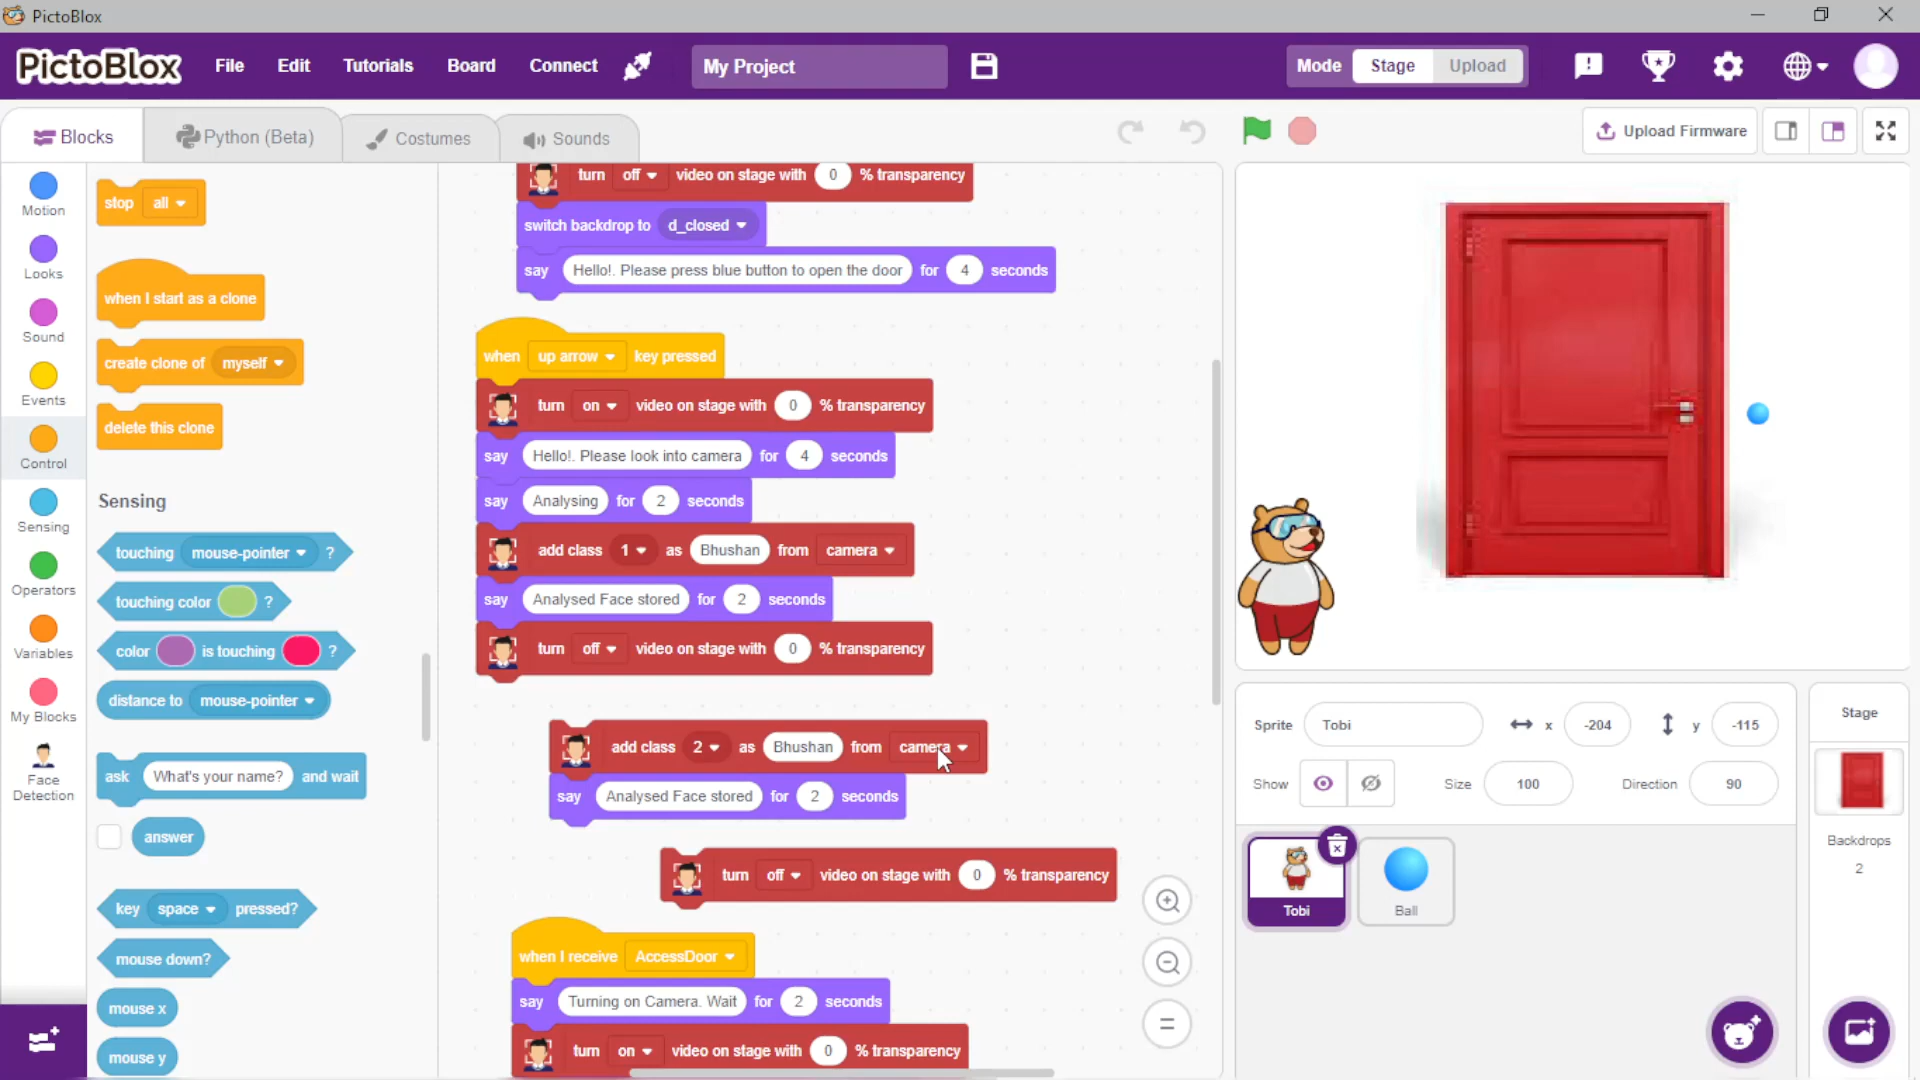 PictoBlox
PictoBlox File Edit Tutorials Board Connect My Project Mode Stage Upload
Blocks Python (Beta) Costumes Sounds Upload Firmware
Motion
Looks
Sound
Events
Control
Sensing
Operators
Variables
My Blocks
Face
Detection
stop all
when I start as a clone
create clone of myself
delete this clone
Sensing
touching mouse-pointer ?
touching color ?
color is touching ?
distance to mouse-pointer
ask What's your name? and wait
answer
key space pressed?
mouse down?
mouse x
mouse y
turn off video on stage with 0 % transparency
switch backdrop to d_closed
say Hello!. Please press blue button to open the door for 4 seconds
when up arrow key pressed
turn on video on stage with 0 % transparency
say Hello!. Please look into camera for 4 seconds
say Analysing for 2 seconds
add class 1 as Bhushan from camera
say Analysed Face stored for 2 seconds
turn off video on stage with 0 % transparency
add class 2 as Bhushan from camera
say Analysed Face stored for 2 seconds
turn off video on stage with 0 % transparency
when I receive AccessDoor
say Turning on Camera. Wait for 2 seconds
turn on video on stage with 0 % transparency
Sprite Tobi x -204 y -115
Show Size 100 Direction 90
Tobi
Ball
Stage
Backdrops
2